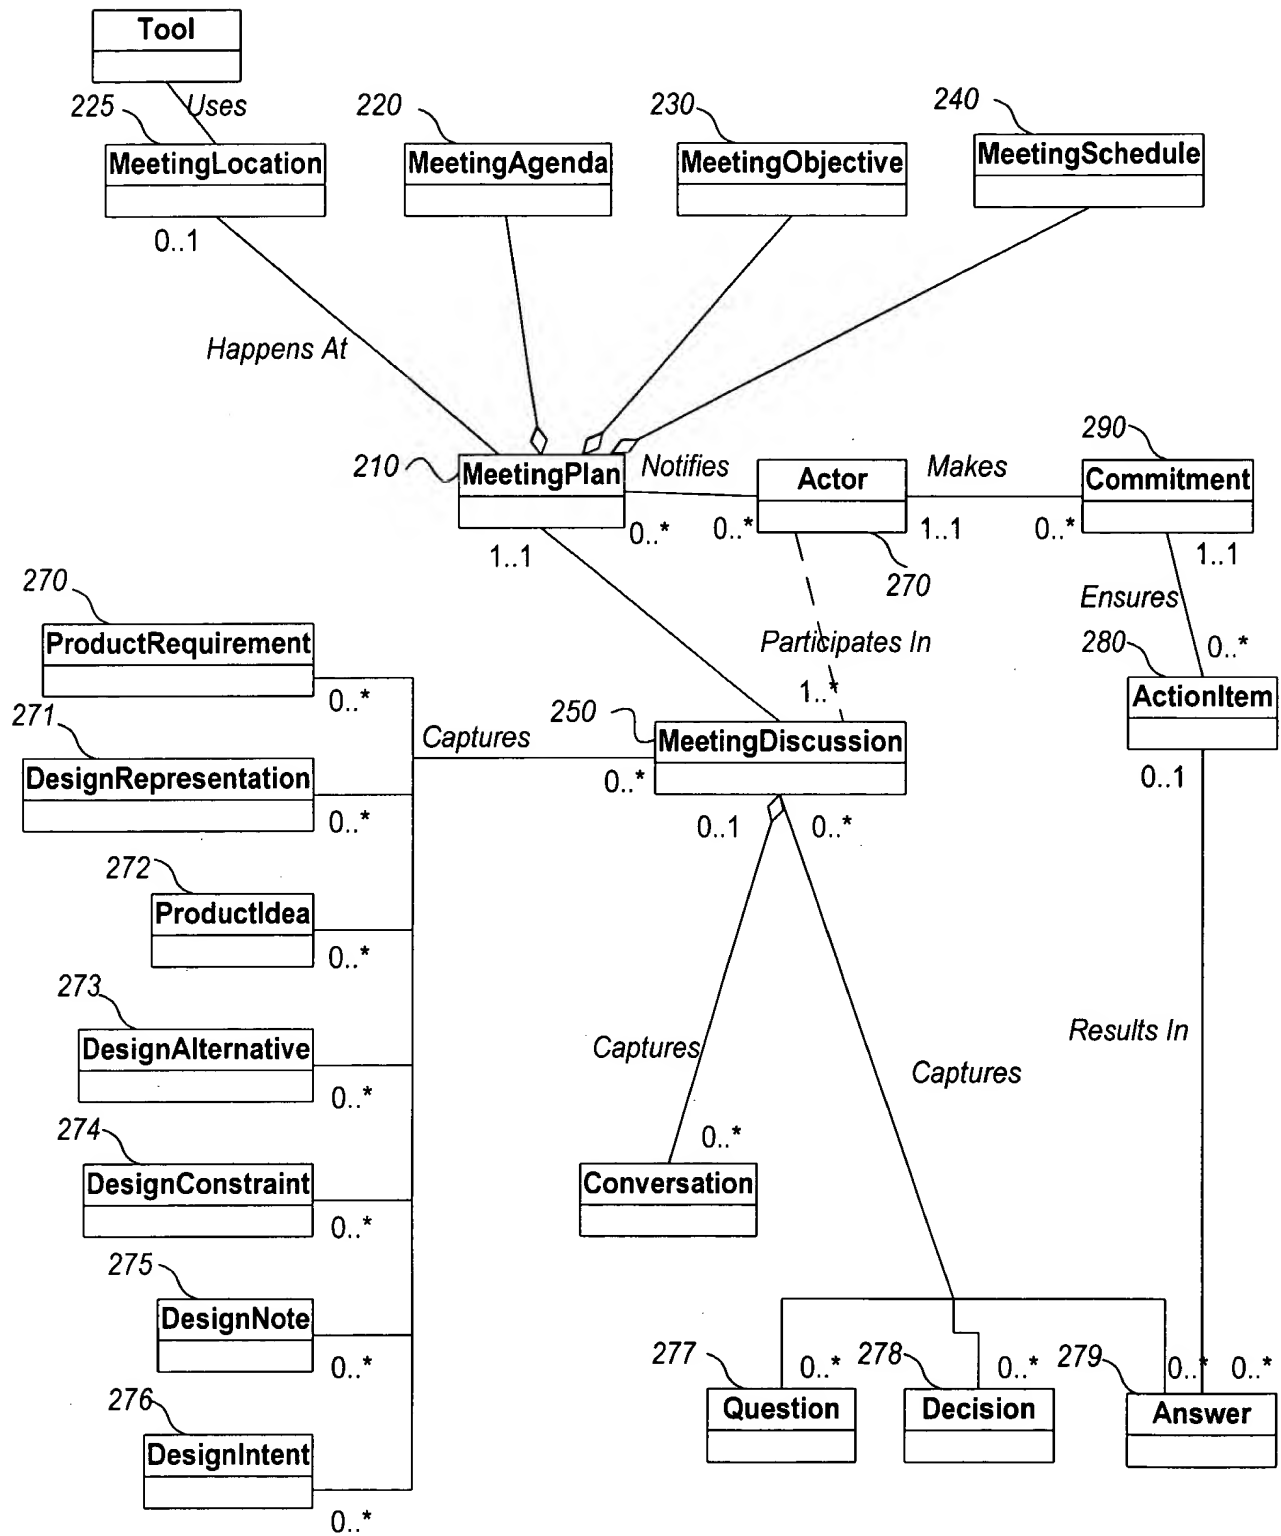 Tool
225
Uses
220
230
240
MeetingLocation
MeetingAgenda
MeetingObjective
MeetingSchedule
0..1
Happens At
210
MeetingPlan
Notifies
Actor
Makes
290
Commitment
0..*
0..*
1..1
0..*
1..1
1..1
270
Ensures
270
ProductRequirement
0..*
Participates In
280
0..*
1..*
ActionItem
0..1
271
DesignRepresentation
0..*
Captures
250
MeetingDiscussion
0..*
0..1
0..*
272
ProductIdea
0..*
273
DesignAlternative
0..*
Captures
Captures
Results In
274
DesignConstraint
0..*
0..*
Conversation
275
DesignNote
0..*
276
DesignIntent
0..*
277
0..*
278
0..*
279
0..*
0..*
Question
Decision
Answer